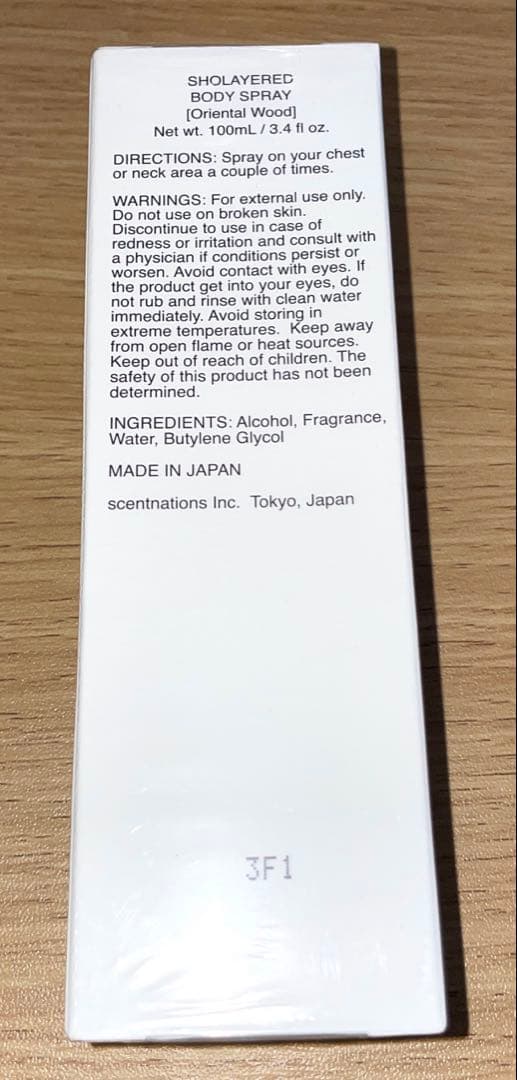 SHOLAYERED
BODY SPRAY
[Oriental Wood]
Net wt. 100mL / 3.4 fl oz.
DIRECTIONS: Spray on your chest
or neck area a couple of times.
WARNINGS: For external use only.
Do not use on broken skin.
Discontinue to use in case of
redness or irritation and consult with
a physician if conditions persist or
worsen. Avoid contact with eyes. If
the product get into your eyes, do
not rub and rinse with clean water
immediately. Avoid storing in
extreme temperatures. Keep away
from open flame or heat sources.
Keep out of reach of children. The
safety of this product has not been
determined.
INGREDIENTS: Alcohol, Fragrance,
Water, Butylene Glycol
MADE IN JAPAN
scentnations Inc. Tokyo, Japan
3F1